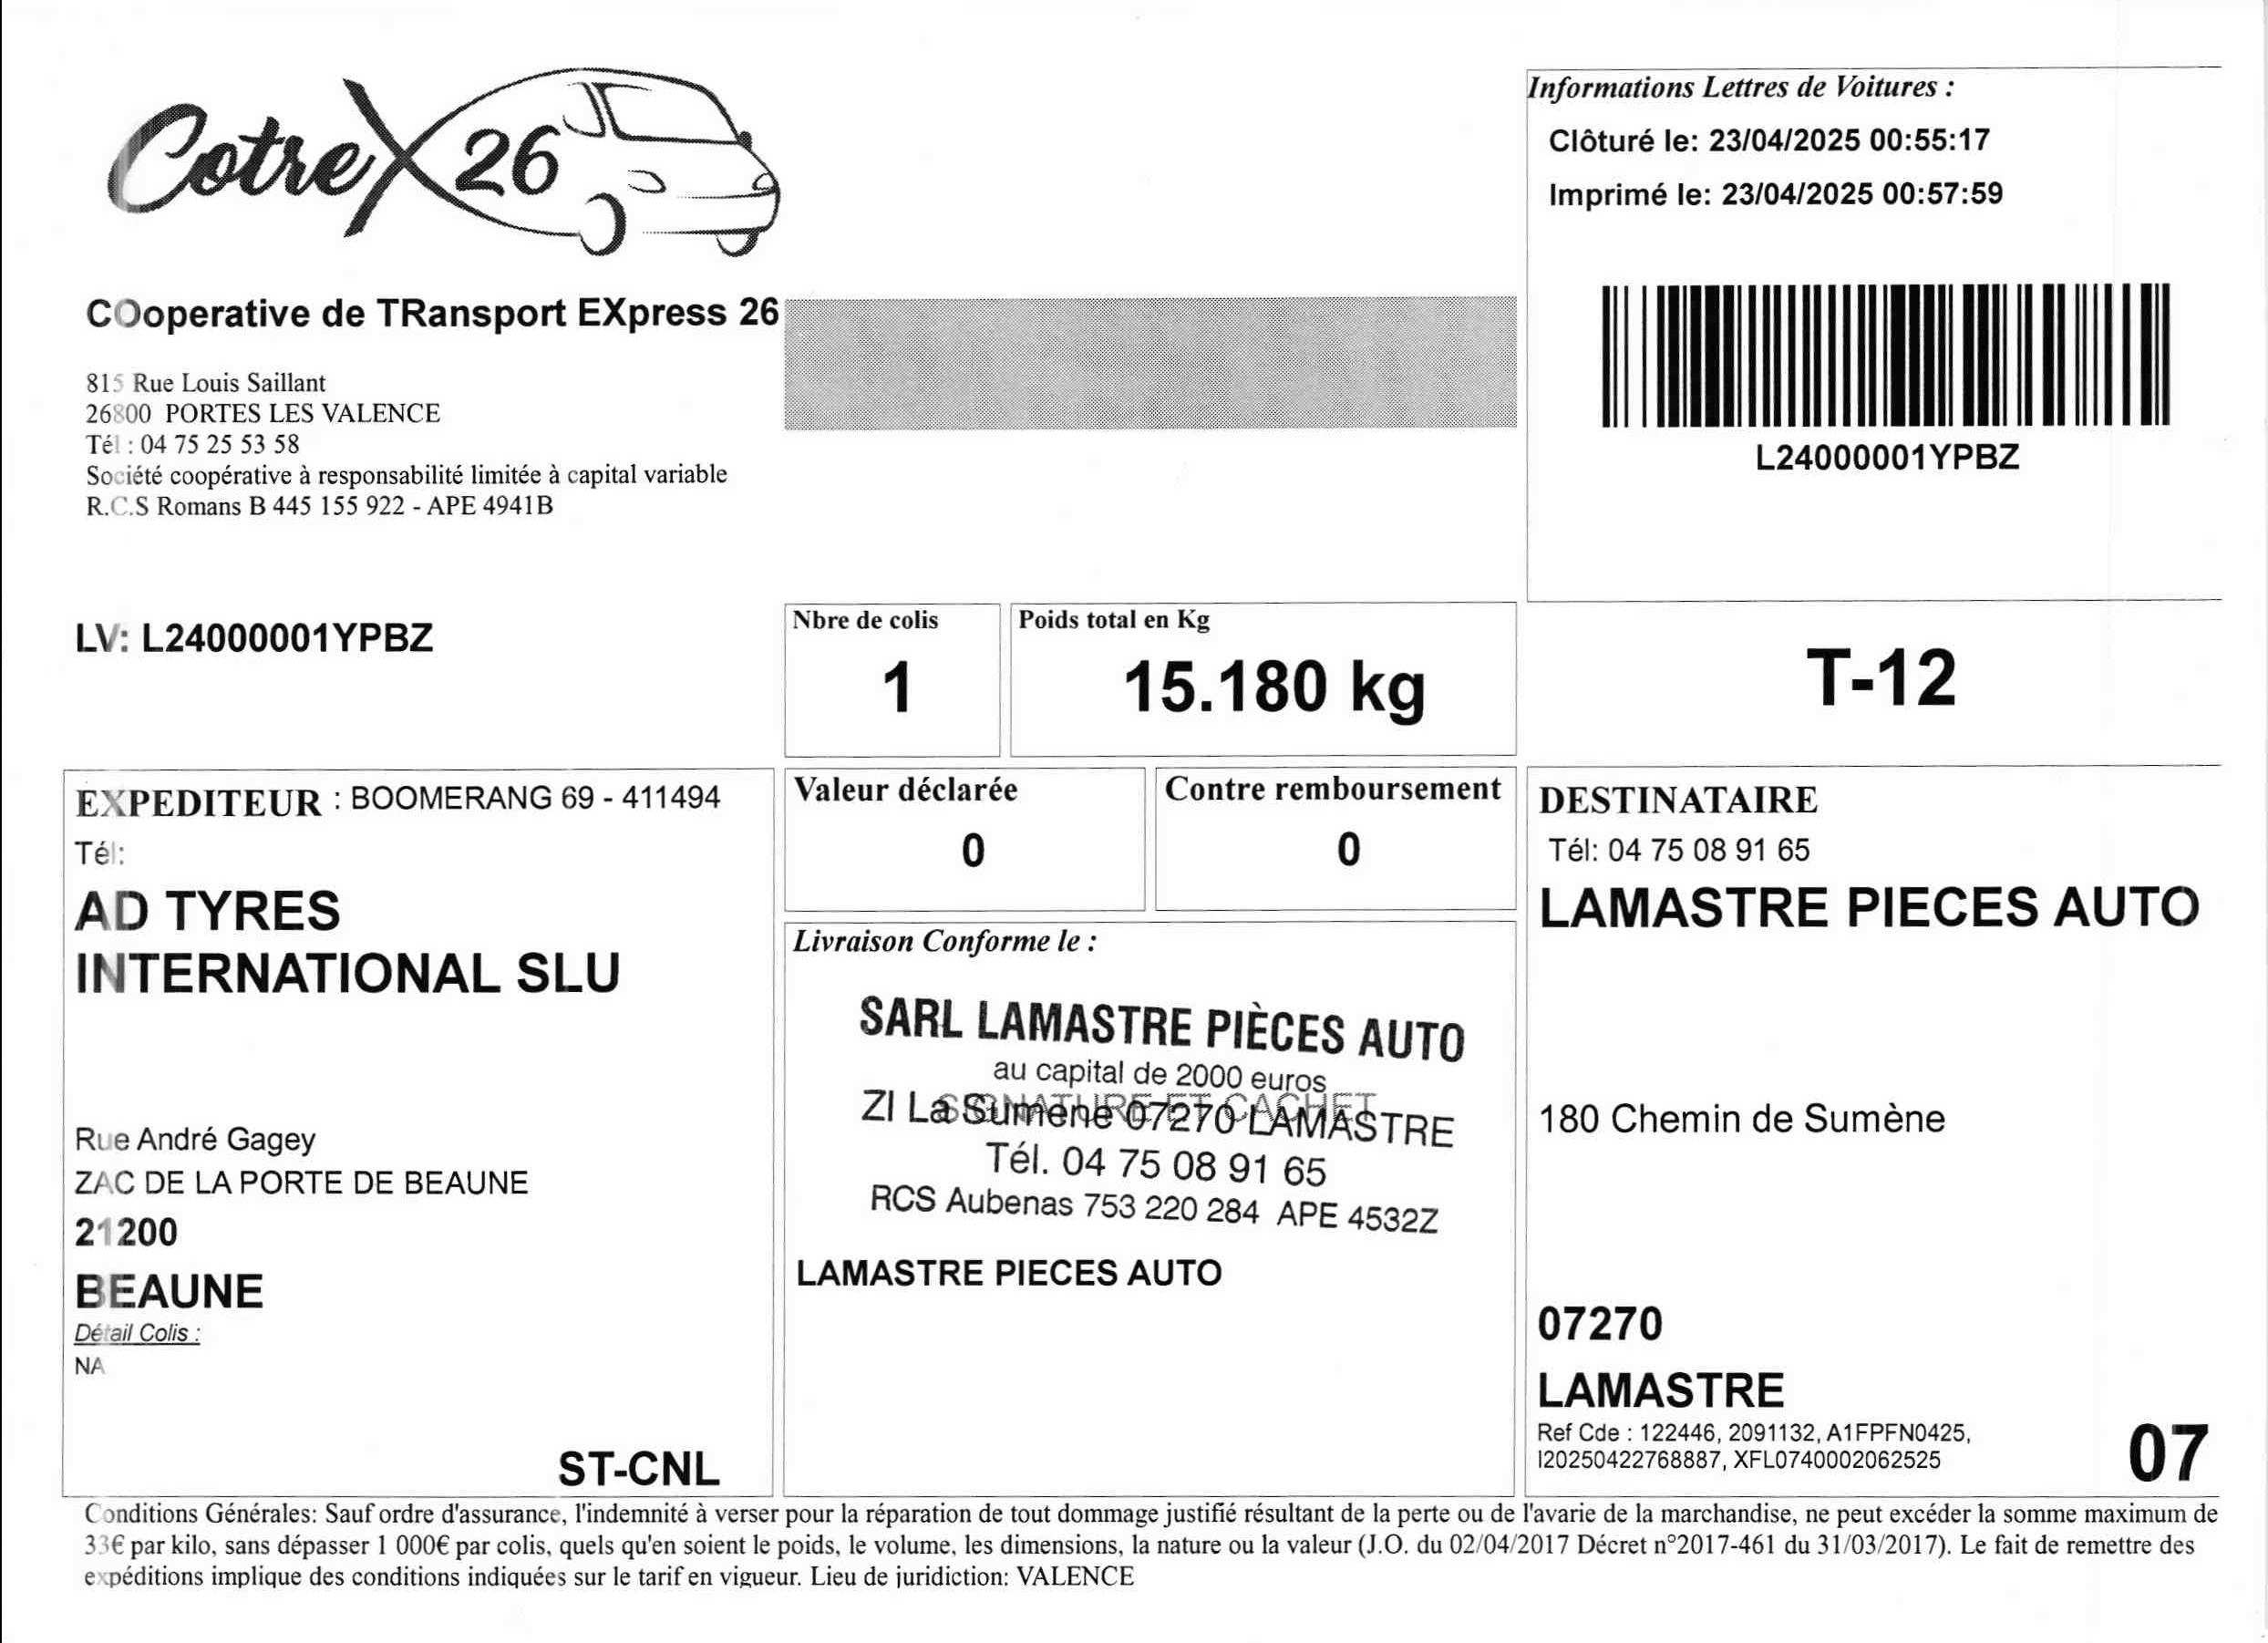 CotreX26
COoperative de TRansport EXpress 26
815 Rue Louis Saillant
26800 PORTES LES VALENCE
Tél : 04 75 25 53 58
Société coopérative à responsabilité limitée à capital variable
R.C.S Romans B 445 155 922 - APE 4941B
Informations Lettres de Voitures :
Clôturé le: 23/04/2025 00:55:17
Imprimé le: 23/04/2025 00:57:59
L24000001YPBZ
LV: L24000001YPBZ
Nbre de colis
1
Poids total en Kg
15.180 kg
T-12
EXPEDITEUR : BOOMERANG 69 - 411494
Tél:
AD TYRES
INTERNATIONAL SLU
Rue André Gagey
ZAC DE LA PORTE DE BEAUNE
21200
BEAUNE
Détail Colis :
NA
ST-CNL
Valeur déclarée
0
Contre remboursement
0
Livraison Conforme le :
SARL LAMASTRE PIÈCES AUTO
au capital de 2000 euros
SIGNATURE ET CACHET
ZI La Sumène 07270 LAMASTRE
Tél. 04 75 08 91 65
RCS Aubenas 753 220 284 APE 4532Z
LAMASTRE PIECES AUTO
DESTINATAIRE
Tél: 04 75 08 91 65
LAMASTRE PIECES AUTO
180 Chemin de Sumène
07270
LAMASTRE
Ref Cde : 122446, 2091132, A1FPFN0425,
I20250422768887, XFL0740002062525
07
Conditions Générales: Sauf ordre d'assurance, l'indemnité à verser pour la réparation de tout dommage justifié résultant de la perte ou de l'avarie de la marchandise, ne peut excéder la somme maximum de
33€ par kilo, sans dépasser 1 000€ par colis, quels qu'en soient le poids, le volume, les dimensions, la nature ou la valeur (J.O. du 02/04/2017 Décret n°2017-461 du 31/03/2017). Le fait de remettre des
expéditions implique des conditions indiquées sur le tarif en vigueur. Lieu de juridiction: VALENCE